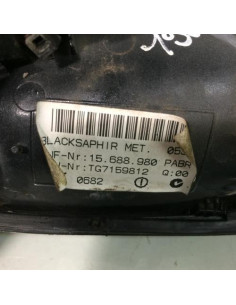 BLACKSAPHIR MET. 05
F-Nr:15.688.980 PABR
-Nr:TG7159812 Q:00
0682